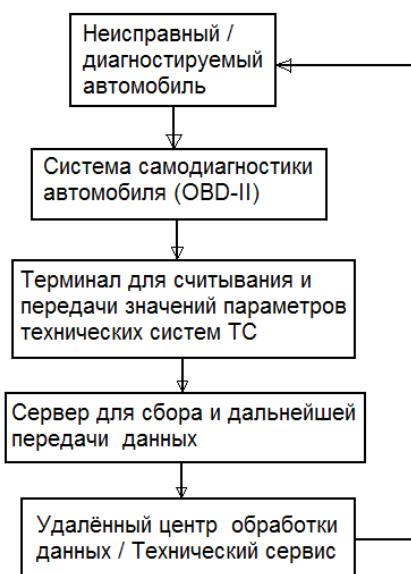 Неисправный /
диагностируемый
автомобиль
Система самодиагностики
автомобиля (OBD-II)
Терминал для считывания и
передачи значений параметров
технических систем ТС
Сервер для сбора и дальнейшей
передачи данных
Удалённый центр обработки
данных / Технический сервис